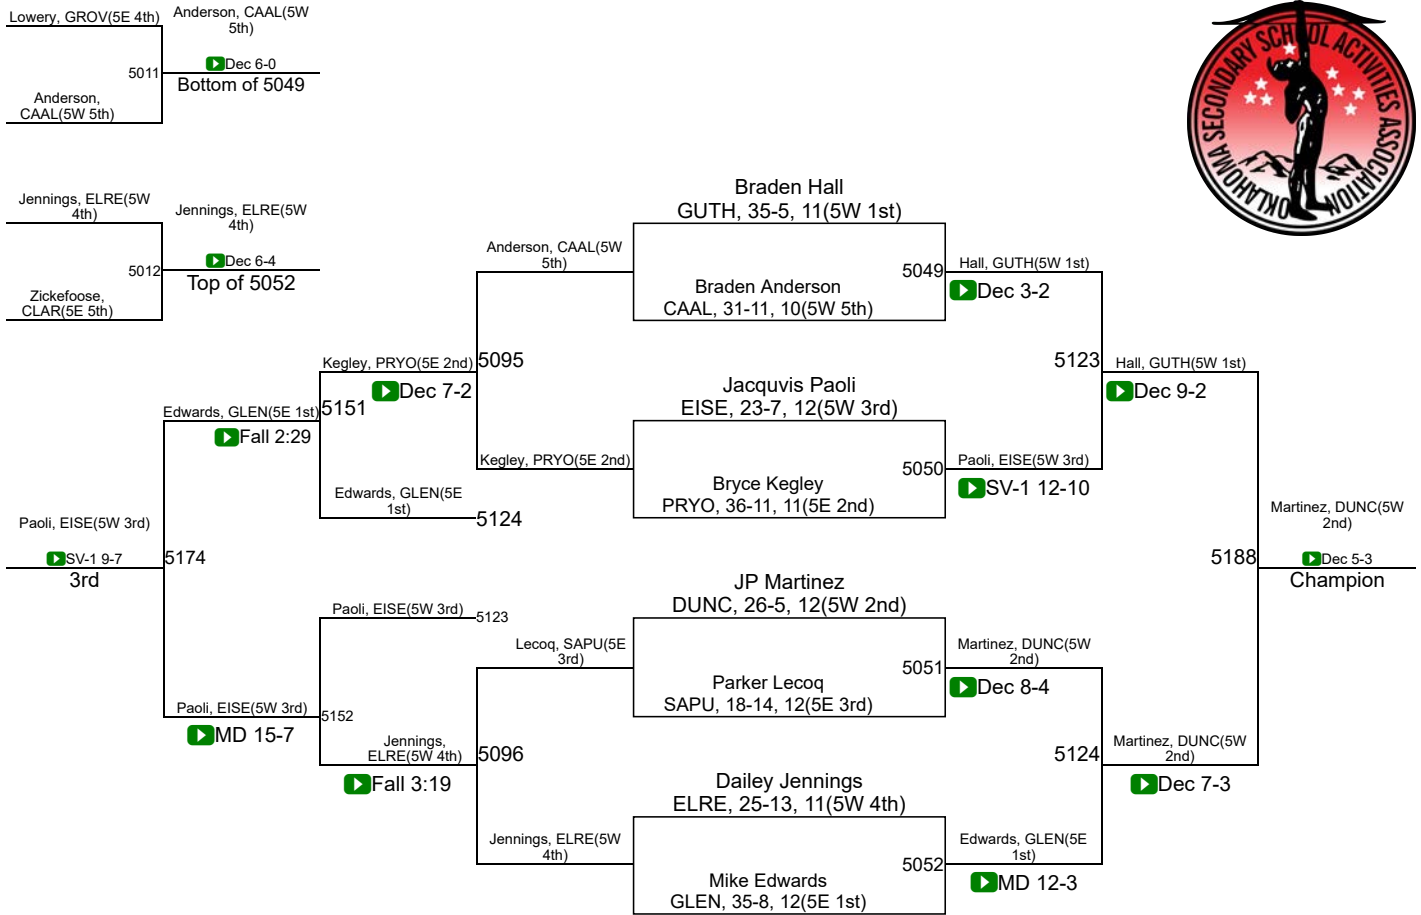 Lowery, GROV(5E 4th)
Anderson, CAAL(5W
5th)
5011
Dec 6-0
Bottom of 5049
Anderson,
CAAL(5W 5th)
OKLAHOMA SECONDARY SCHOOL ACTIVITIES ASSOCIATION
Jennings, ELRE(5W
4th)
Jennings, ELRE(5W
4th)
5012
Dec 6-4
Top of 5052
Zickefoose,
CLAR(5E 5th)
Braden Hall
GUTH, 35-5, 11(5W 1st)
Anderson, CAAL(5W
5th)
5049
Hall, GUTH(5W 1st)
Dec 3-2
Braden Anderson
CAAL, 31-11, 10(5W 5th)
Kegley, PRYO(5E 2nd)
5095
Dec 7-2
5123
Hall, GUTH(5W 1st)
Dec 9-2
Jacquvis Paoli
EISE, 23-7, 12(5W 3rd)
Edwards, GLEN(5E 1st)
5151
Fall 2:29
Kegley, PRYO(5E 2nd)
5050
Paoli, EISE(5W 3rd)
SV-1 12-10
Bryce Kegley
PRYO, 36-11, 11(5E 2nd)
Edwards, GLEN(5E
1st)
5124
Paoli, EISE(5W 3rd)
SV-1 9-7
3rd
5174
Martinez, DUNC(5W
2nd)
5188
Dec 5-3
Champion
JP Martinez
DUNC, 26-5, 12(5W 2nd)
Paoli, EISE(5W 3rd)
5123
Lecoq, SAPU(5E
3rd)
5051
Martinez, DUNC(5W
2nd)
Dec 8-4
Parker Lecoq
SAPU, 18-14, 12(5E 3rd)
Paoli, EISE(5W 3rd)
5152
MD 15-7
Jennings,
ELRE(5W 4th)
5096
Fall 3:19
5124
Martinez, DUNC(5W
2nd)
Dec 7-3
Dailey Jennings
ELRE, 25-13, 11(5W 4th)
Jennings, ELRE(5W
4th)
5052
Edwards, GLEN(5E
1st)
MD 12-3
Mike Edwards
GLEN, 35-8, 12(5E 1st)